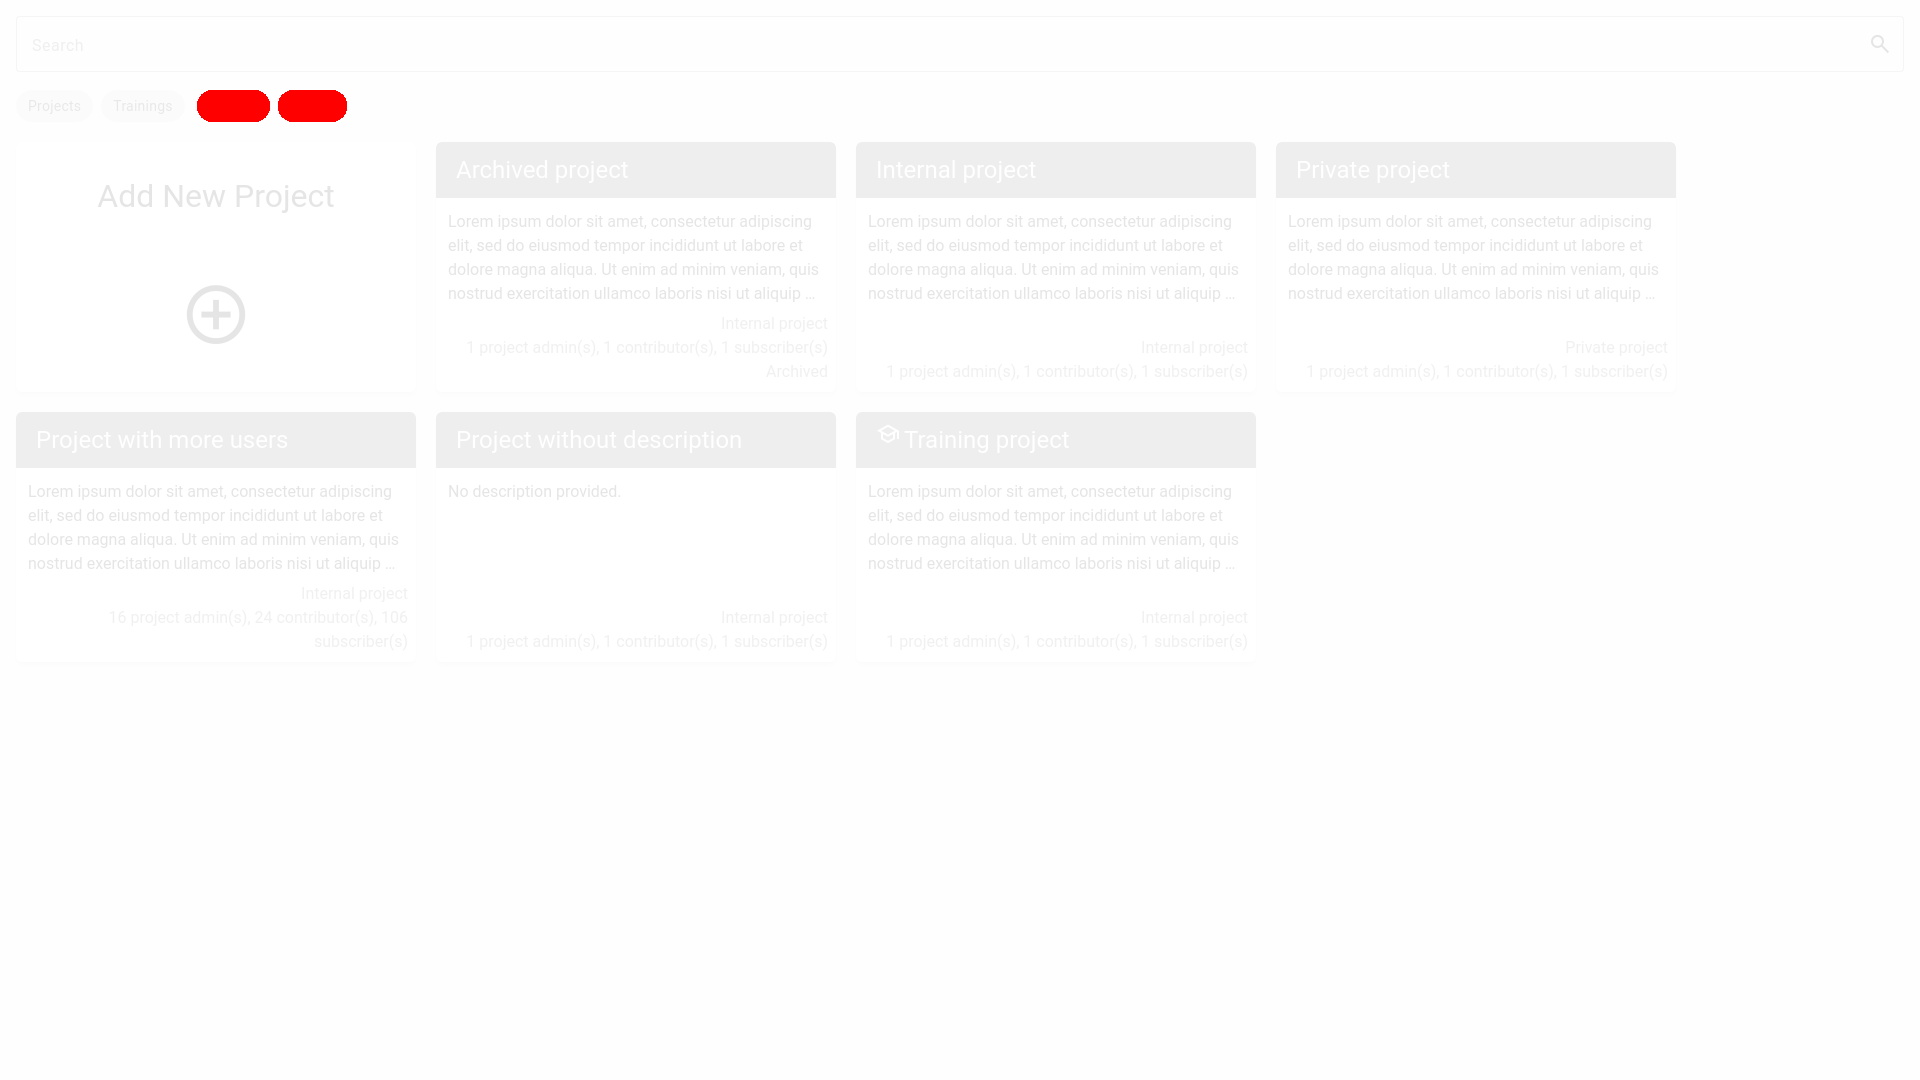 Search
Projects Trainings
Add New Project
Archived project
Lorem ipsum dolor sit amet, consectetur adipiscing
elit, sed do eiusmod tempor incididunt ut labore et
dolore magna aliqua. Ut enim ad minim veniam, quis
nostrud exercitation ullamco laboris nisi ut aliquip ...
Internal project
1 project admin(s), 1 contributor(s), 1 subscriber(s)
Archived
Internal project
Lorem ipsum dolor sit amet, consectetur adipiscing
elit, sed do eiusmod tempor incididunt ut labore et
dolore magna aliqua. Ut enim ad minim veniam, quis
nostrud exercitation ullamco laboris nisi ut aliquip ...
Internal project
1 project admin(s), 1 contributor(s), 1 subscriber(s)
Private project
Lorem ipsum dolor sit amet, consectetur adipiscing
elit, sed do eiusmod tempor incididunt ut labore et
dolore magna aliqua. Ut enim ad minim veniam, quis
nostrud exercitation ullamco laboris nisi ut aliquip ...
Private project
1 project admin(s), 1 contributor(s), 1 subscriber(s)
Project with more users
Lorem ipsum dolor sit amet, consectetur adipiscing
elit, sed do eiusmod tempor incididunt ut labore et
dolore magna aliqua. Ut enim ad minim veniam, quis
nostrud exercitation ullamco laboris nisi ut aliquip ...
Internal project
16 project admin(s), 24 contributor(s), 106
subscriber(s)
Project without description
No description provided.
Internal project
1 project admin(s), 1 contributor(s), 1 subscriber(s)
Training project
Lorem ipsum dolor sit amet, consectetur adipiscing
elit, sed do eiusmod tempor incididunt ut labore et
dolore magna aliqua. Ut enim ad minim veniam, quis
nostrud exercitation ullamco laboris nisi ut aliquip ...
Internal project
1 project admin(s), 1 contributor(s), 1 subscriber(s)